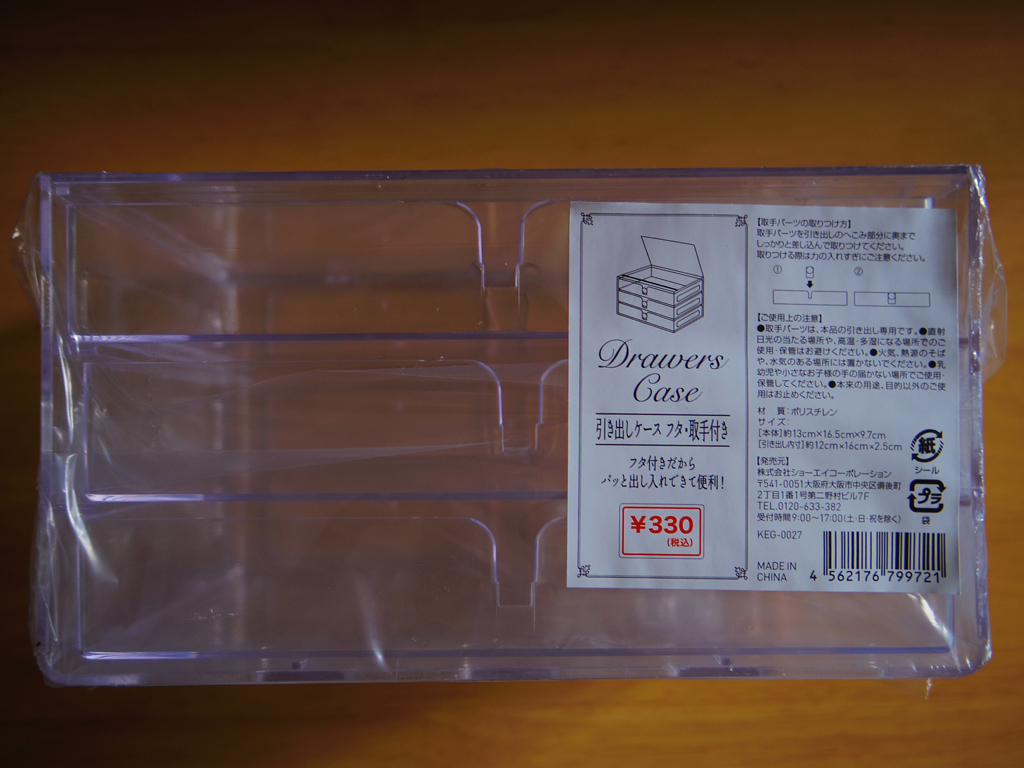 Drawers
Case
引き出しケース フタ・取手付き
フタ付きだから
パッと出し入れできて便利!
¥330
(税込)
【取手パーツの取りつけ方】
取手パーツを引き出しのへこみ部分に奥まで
しっかりと差し込んで取りつけてください。
取りつける際は力の入れすぎにご注意ください。
① ②
【ご使用上の注意】
●取手パーツは、本品の引き出し専用です。●直射
日光の当たる場所や、高温・多湿になる場所でのご
使用・保管はお避けください。●火気、熱源のそば
や、水気のある場所には置かないでください。●乳
幼児や小さなお子様の手の届かない場所でご使用・
保管してください。●本来の用途、目的以外のご使
用はお止めください。
材 質:ポリスチレン
サイズ:
[本体]約13cm×16.5cm×9.7cm
[引き出し内寸]約12cm×16cm×2.5cm
【発売元】
株式会社ショーエイコーポレーション
〒541-0051大阪府大阪市中央区備後町
2丁目1番1号第二野村ビル7F
TEL.0120-633-382
受付時間9:00〜17:00(土・日・祝を除く)
KEG-0027
紙
シール
プラ
袋
MADE IN
CHINA
4 562176 799721